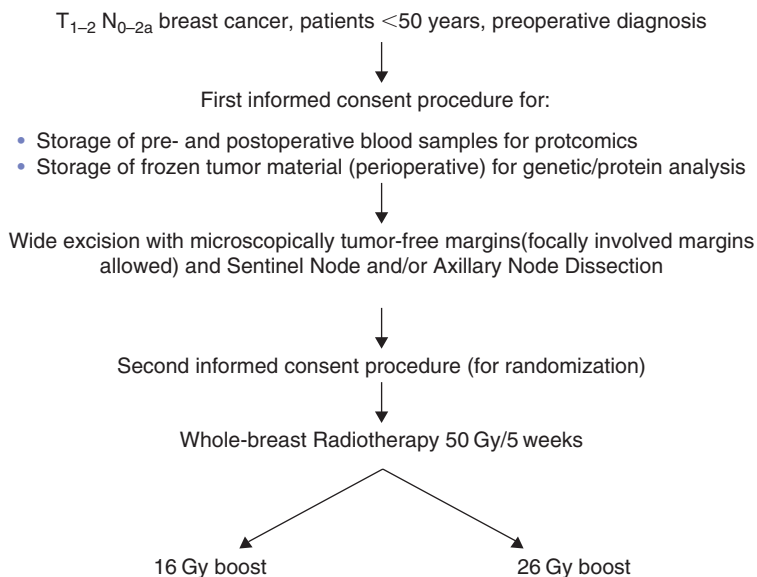 T1–2 N0–2a breast cancer, patients <50 years, preoperative diagnosis
First informed consent procedure for:
• Storage of pre- and postoperative blood samples for protcomics
• Storage of frozen tumor material (perioperative) for genetic/protein analysis
Wide excision with microscopically tumor-free margins(focally involved margins
allowed) and Sentinel Node and/or Axillary Node Dissection
Second informed consent procedure (for randomization)
Whole-breast Radiotherapy 50 Gy/5 weeks
16 Gy boost 26 Gy boost